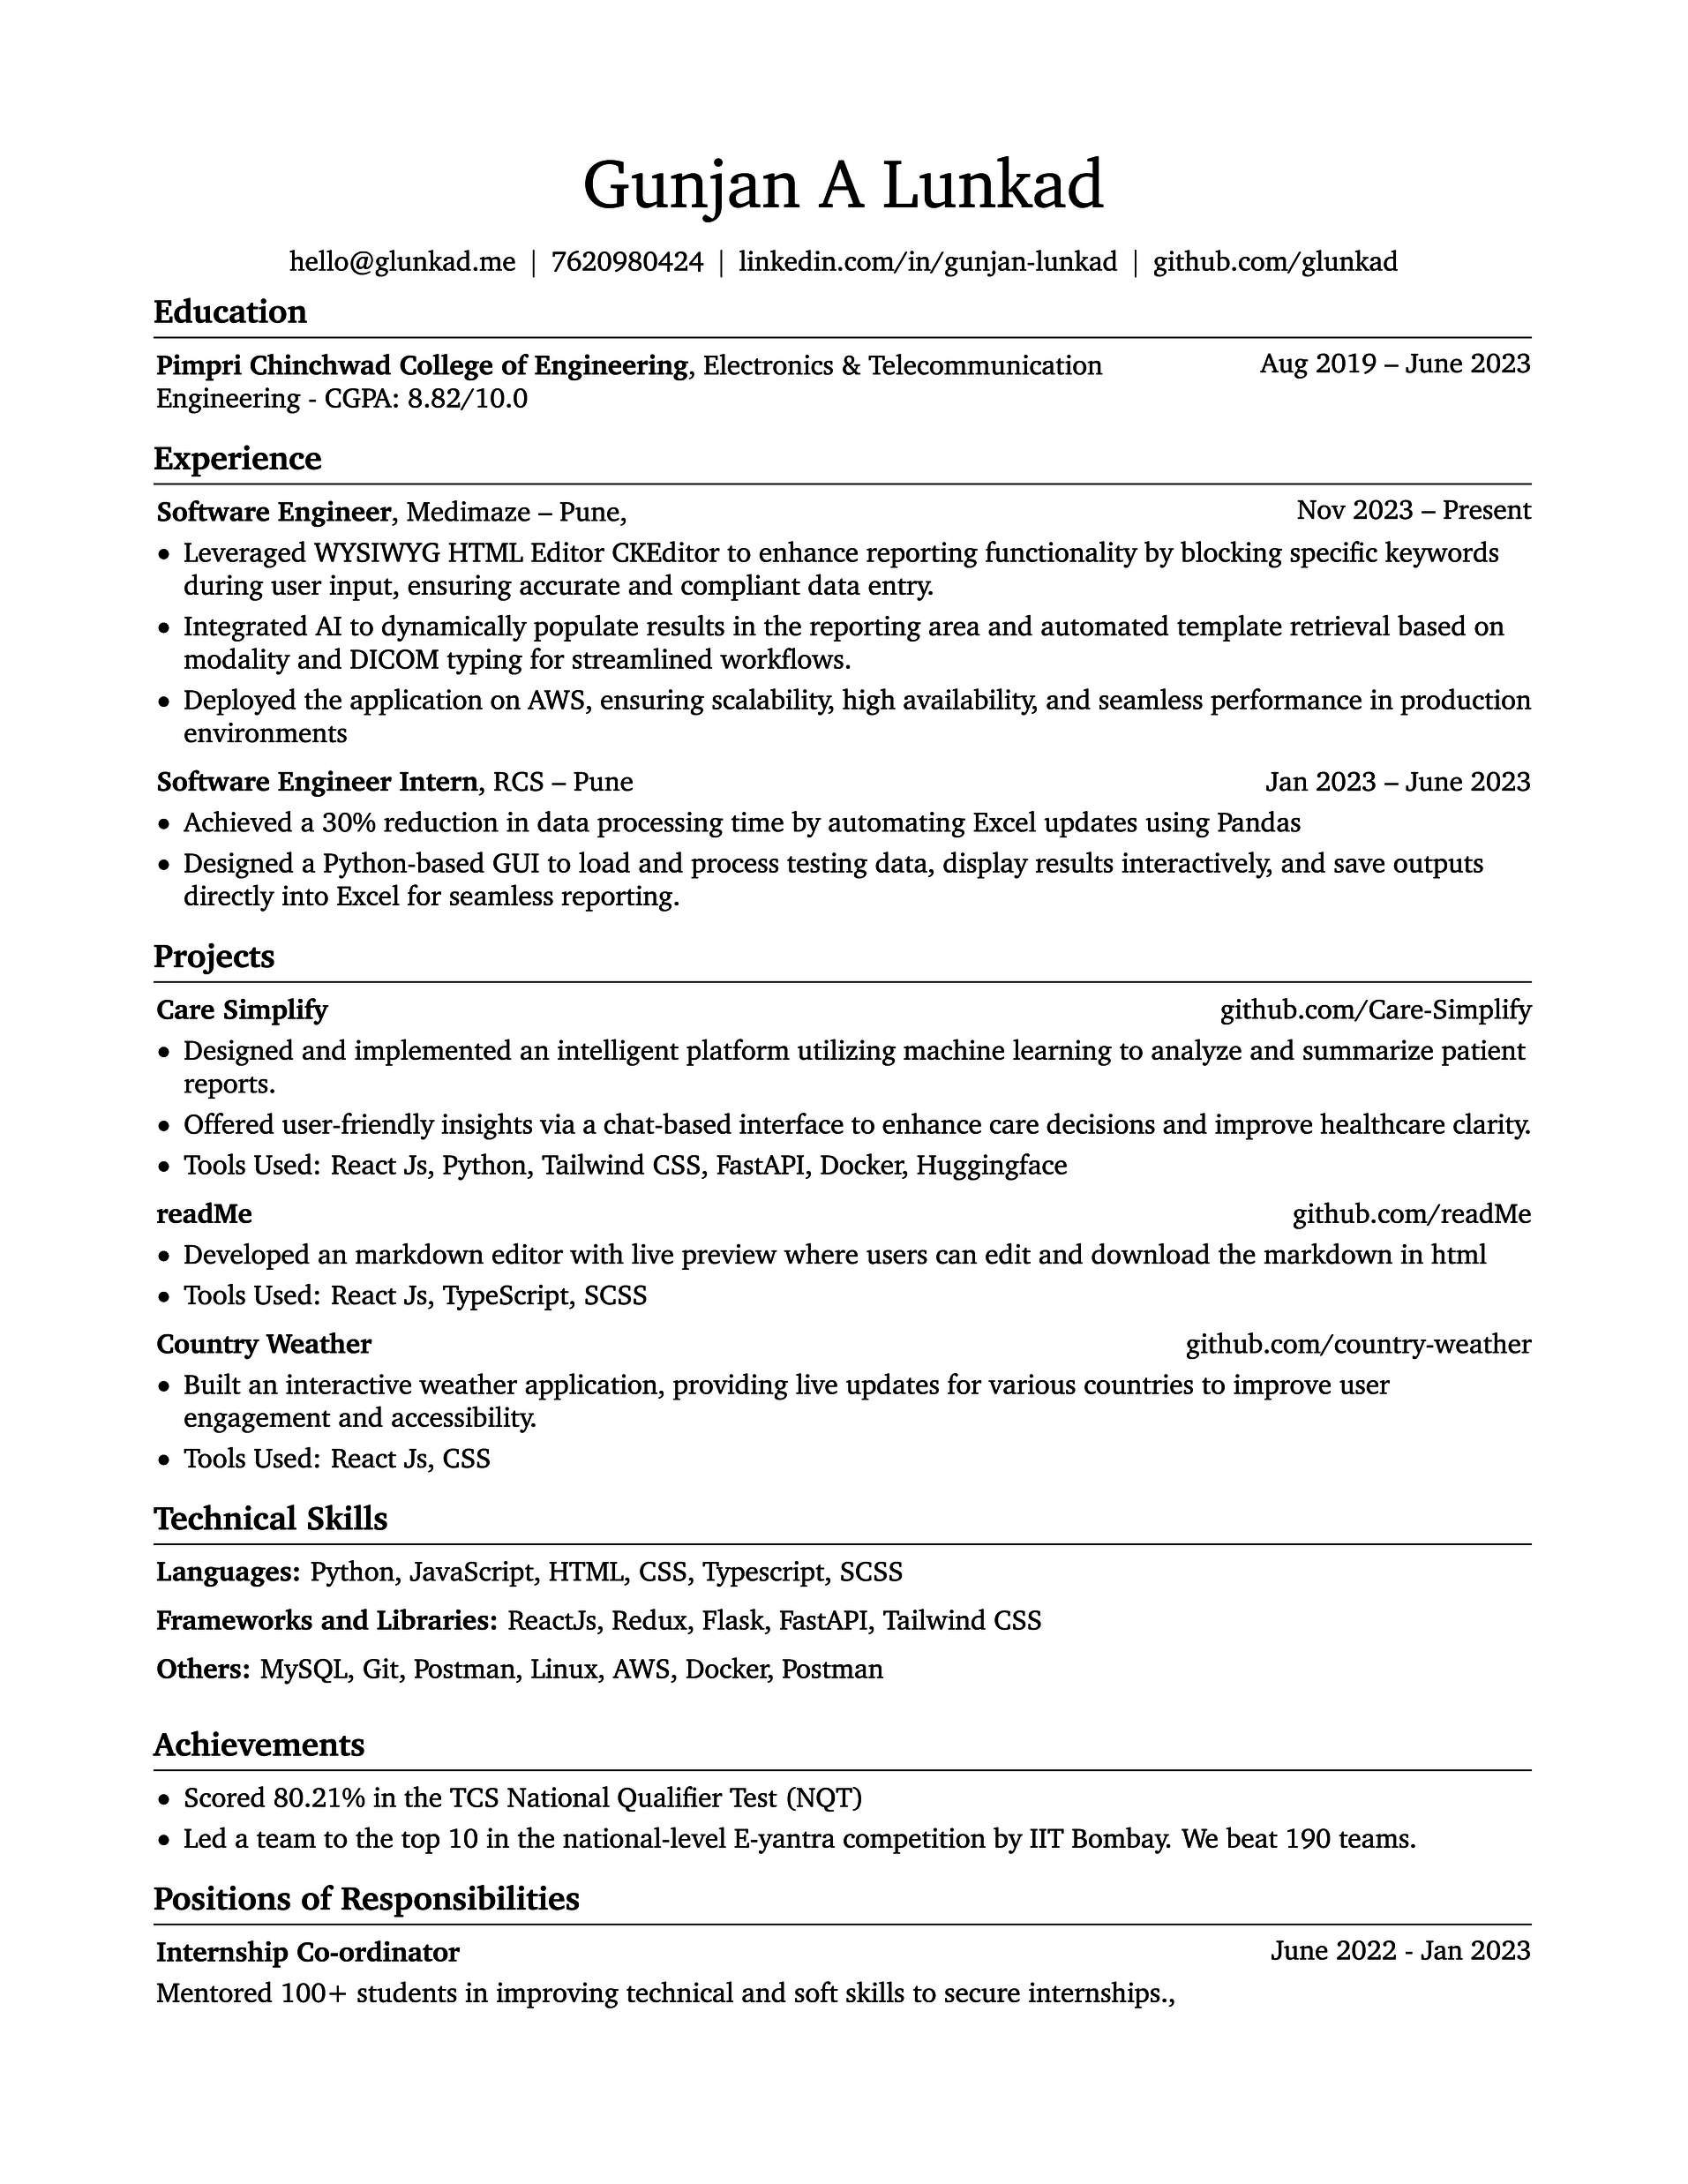 Gunjan A Lunkad
hello@glunkad.me | 7620980424 | linkedin.com/in/gunjan-lunkad | github.com/glunkad
Education
Pimpri Chinchwad College of Engineering, Electronics & Telecommunication Aug 2019 – June 2023
Engineering - CGPA: 8.82/10.0
Experience
Software Engineer, Medimaze – Pune, Nov 2023 – Present
• Leveraged WYSIWYG HTML Editor CKEditor to enhance reporting functionality by blocking specific keywords
during user input, ensuring accurate and compliant data entry.
• Integrated AI to dynamically populate results in the reporting area and automated template retrieval based on
modality and DICOM typing for streamlined workflows.
• Deployed the application on AWS, ensuring scalability, high availability, and seamless performance in production
environments
Software Engineer Intern, RCS – Pune Jan 2023 – June 2023
• Achieved a 30% reduction in data processing time by automating Excel updates using Pandas
• Designed a Python-based GUI to load and process testing data, display results interactively, and save outputs
directly into Excel for seamless reporting.
Projects
Care Simplify github.com/Care-Simplify
• Designed and implemented an intelligent platform utilizing machine learning to analyze and summarize patient
reports.
• Offered user-friendly insights via a chat-based interface to enhance care decisions and improve healthcare clarity.
• Tools Used: React Js, Python, Tailwind CSS, FastAPI, Docker, Huggingface
readMe github.com/readMe
• Developed an markdown editor with live preview where users can edit and download the markdown in html
• Tools Used: React Js, TypeScript, SCSS
Country Weather github.com/country-weather
• Built an interactive weather application, providing live updates for various countries to improve user
engagement and accessibility.
• Tools Used: React Js, CSS
Technical Skills
Languages: Python, JavaScript, HTML, CSS, Typescript, SCSS
Frameworks and Libraries: ReactJs, Redux, Flask, FastAPI, Tailwind CSS
Others: MySQL, Git, Postman, Linux, AWS, Docker, Postman
Achievements
• Scored 80.21% in the TCS National Qualifier Test (NQT)
• Led a team to the top 10 in the national-level E-yantra competition by IIT Bombay. We beat 190 teams.
Positions of Responsibilities
Internship Co-ordinator June 2022 - Jan 2023
Mentored 100+ students in improving technical and soft skills to secure internships.,